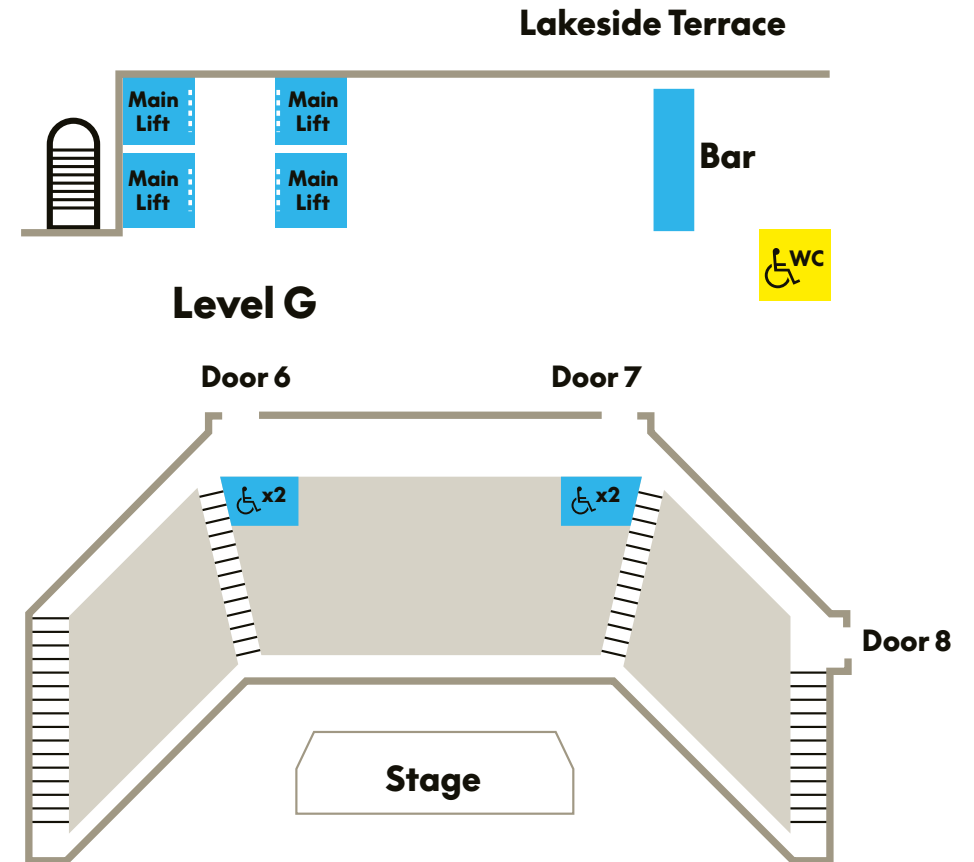 Lakeside Terrace
Main
Lift
Main
Lift
Bar
Main
Lift
Main
Lift
WC
Level G
Door 6
Door 7
x2
x2
Door 8
Stage